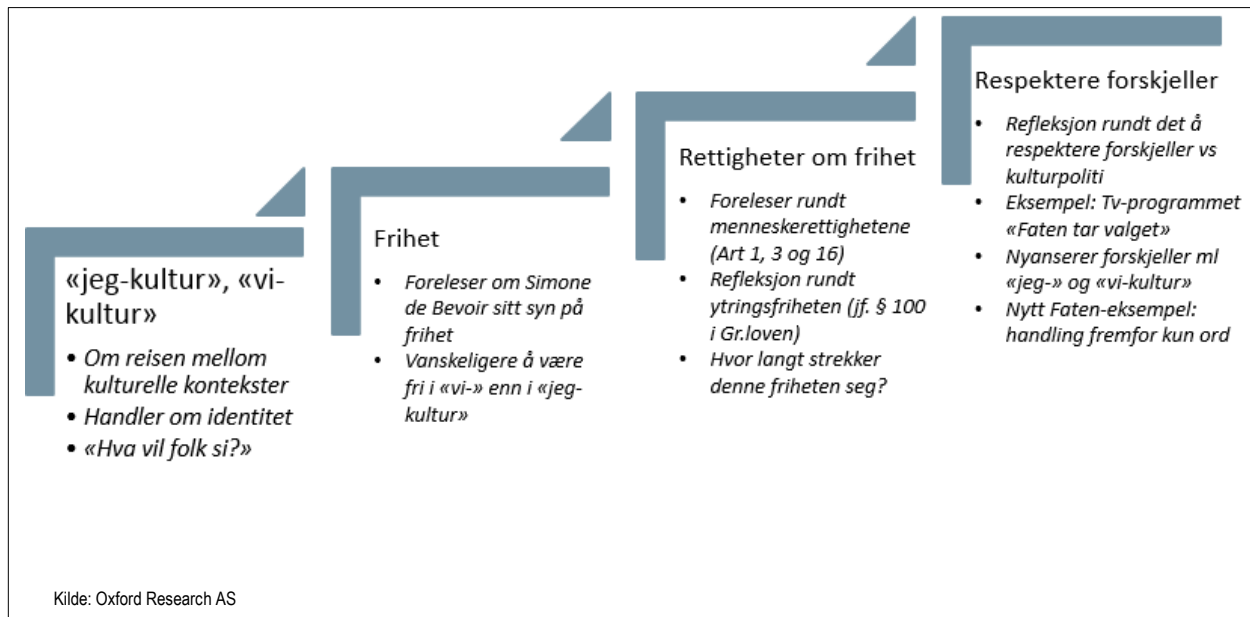 «jeg-kultur», «vi-
kultur»
• Om reisen mellom
kulturelle kontekster
• Handler om identitet
• «Hva vil folk si?»
Frihet
• Foreleser om Simone
de Bevoir sitt syn på
frihet
• Vanskeligere å være
fri i «vi-» enn i «jeg-
kultur»
Rettigheter om frihet
• Foreleser rundt
menneskerettighetene
(Art 1, 3 og 16)
• Refleksjon rundt
ytringsfriheten (jf. § 100
i Gr.loven)
• Hvor langt strekker
denne friheten seg?
Respektere forskjeller
• Refleksjon rundt det å
respektere forskjeller vs
kulturpoliti
• Eksempel: Tv-programmet
«Faten tar valget»
• Nyanserer forskjeller ml
«jeg-» og «vi-kultur»
• Nytt Faten-eksempel:
handling fremfor kun ord
Kilde: Oxford Research AS